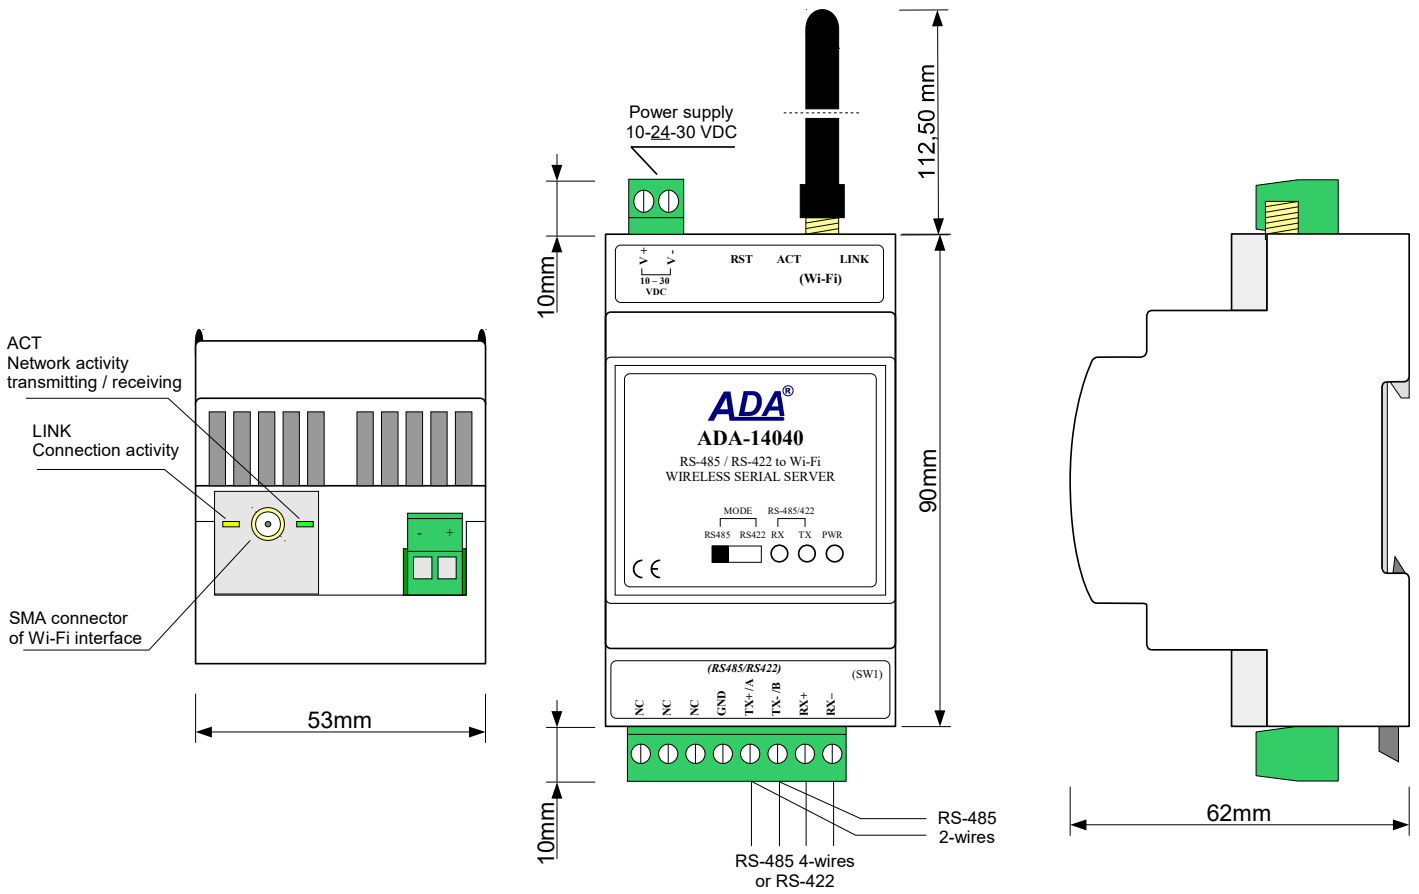 Power supply
10-24-30 VDC
112,50 mm
10mm
V+
V-
10 – 30
VDC
RST
ACT
LINK
(Wi-Fi)
ACT
Network activity
transmitting / receiving
LINK
Connection activity
SMA connector
of Wi-Fi interface
- +
53mm
ADA®
ADA-14040
RS-485 / RS-422 to Wi-Fi
WIRELESS SERIAL SERVER
MODE RS-485/422
RS485 RS422 RX TX PWR
CE
90mm
(RS485/RS422)
(SW1)
NC
NC
NC
GND
TX+/A
TX-/B
RX+
RX–
10mm
RS-485
2-wires
RS-485 4-wires
or RS-422
62mm